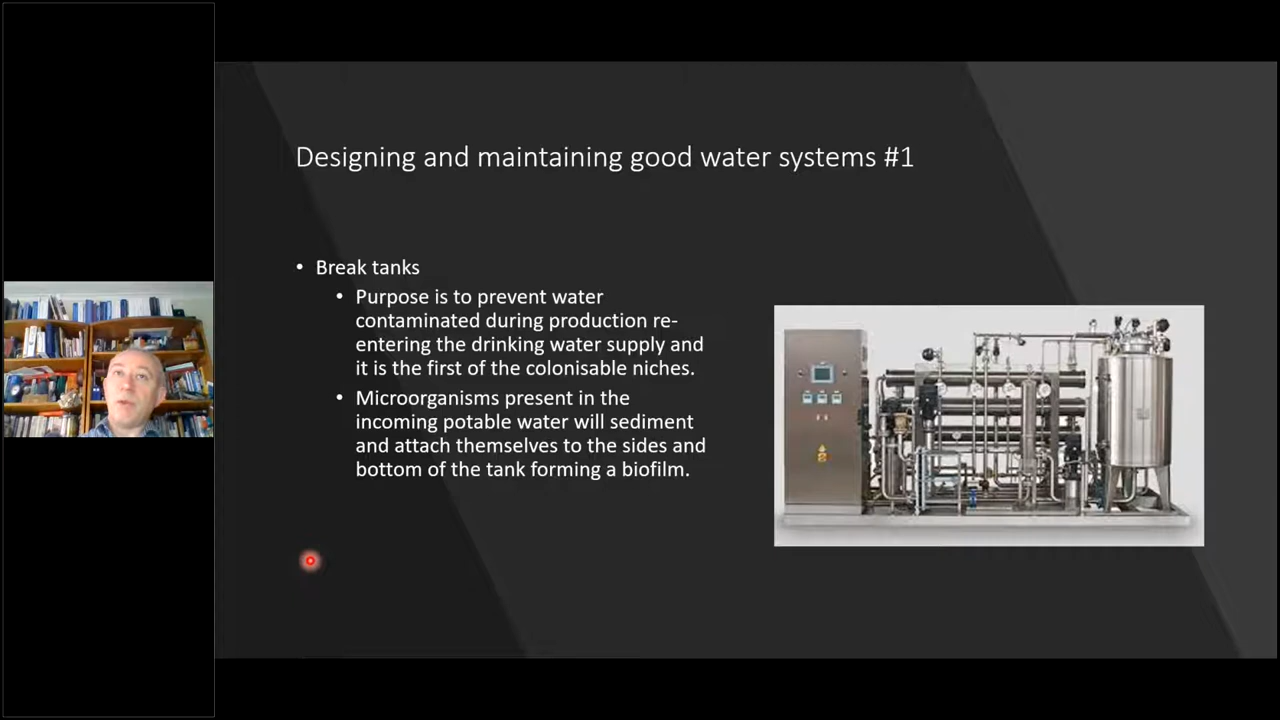 Designing and maintaining good water systems #1
• Break tanks
• Purpose is to prevent water
contaminated during production re-
entering the drinking water supply and
it is the first of the colonisable niches.
• Microorganisms present in the
incoming potable water will sediment
and attach themselves to the sides and
bottom of the tank forming a biofilm.